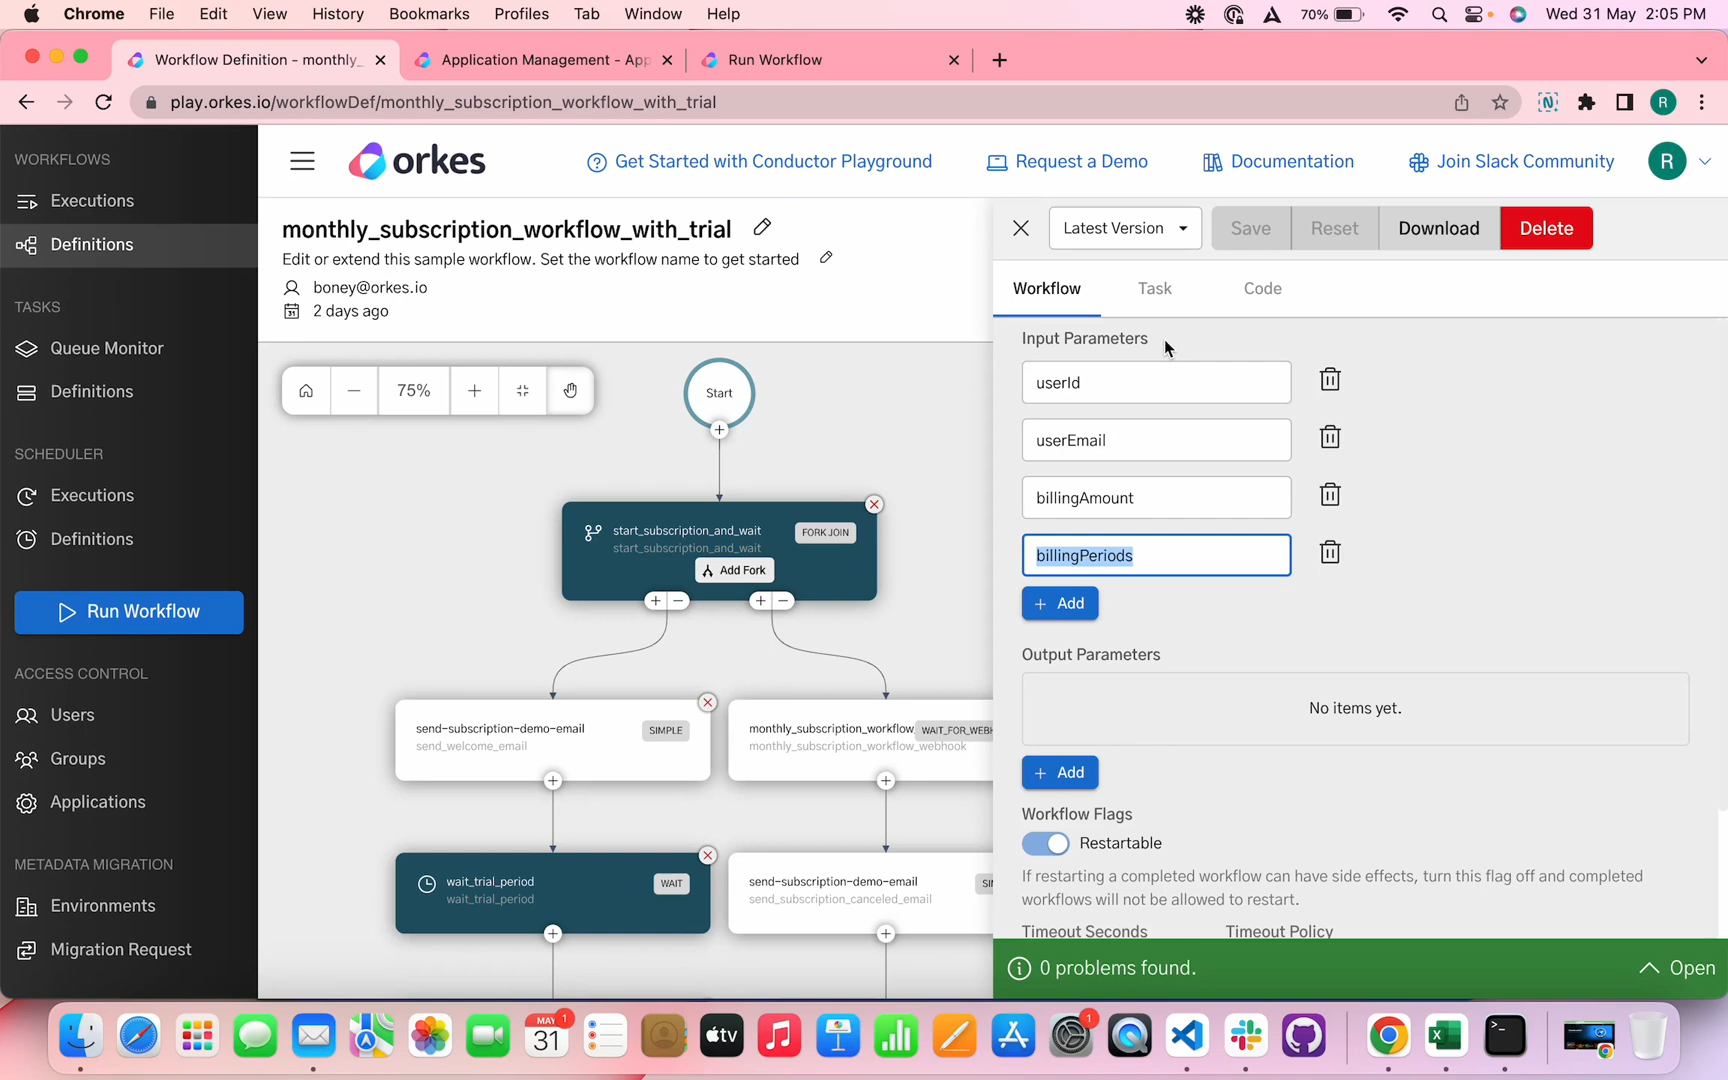 Chrome File Edit View History Bookmarks Profiles Tab Window Help 70% Wed 31 May 2:05 PM
Workflow Definition - monthly_ Application Management - App Run Workflow
play.orkes.io/workflowDef/monthly_subscription_workflow_with_trial R
WORKFLOWS
Executions
Definitions
TASKS
Queue Monitor
Definitions
SCHEDULER
Executions
Definitions
Run Workflow
ACCESS CONTROL
Users
Groups
Applications
METADATA MIGRATION
Environments
Migration Request
orkes
Get Started with Conductor Playground Request a Demo Documentation Join Slack Community R
monthly_subscription_workflow_with_trial
Edit or extend this sample workflow. Set the workflow name to get started
boney@orkes.io
2 days ago
75%
Start
start_subscription_and_wait FORK JOIN
start_subscription_and_wait
Add Fork
send-subscription-demo-email SIMPLE
send_welcome_email
monthly_subscription_workflow_ WAIT_FOR_WEBH
monthly_subscription_workflow_webhook
wait_trial_period WAIT
wait_trial_period
send-subscription-demo-email SI
send_subscription_canceled_email
Latest Version Save Reset Download Delete
Workflow Task Code
Input Parameters
userId
userEmail
billingAmount
billingPeriods
+ Add
Output Parameters
No items yet.
+ Add
Workflow Flags
Restartable
If restarting a completed workflow can have side effects, turn this flag off and completed
workflows will not be allowed to restart.
Timeout Seconds Timeout Policy
0 problems found. Open
MAY 1
31
tv
1